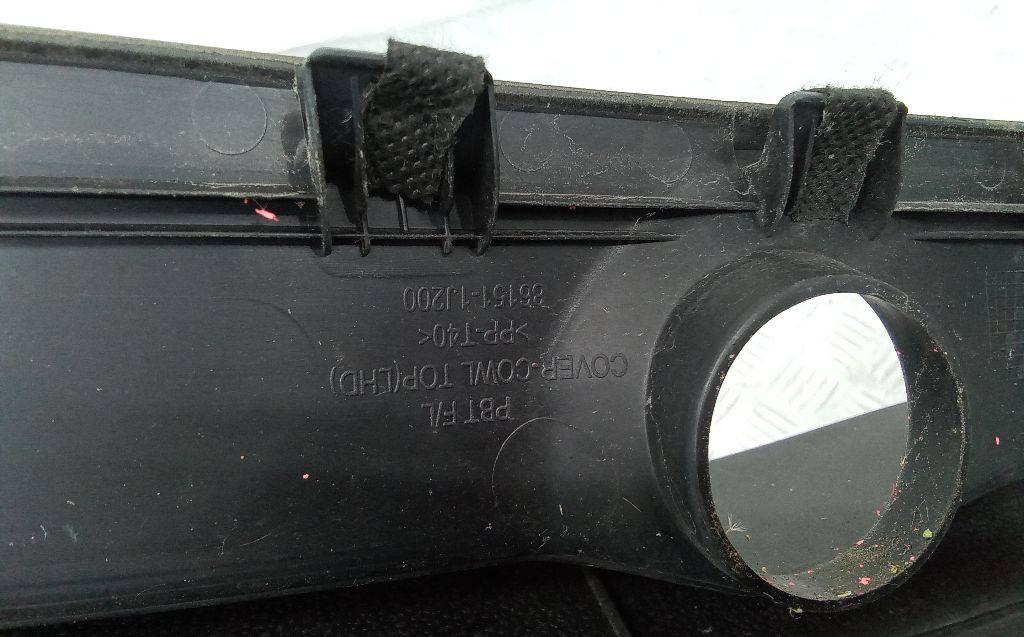 PBT F/L
COVER-COWL TOP(LHD)
>PP-T40<
86151-1J200